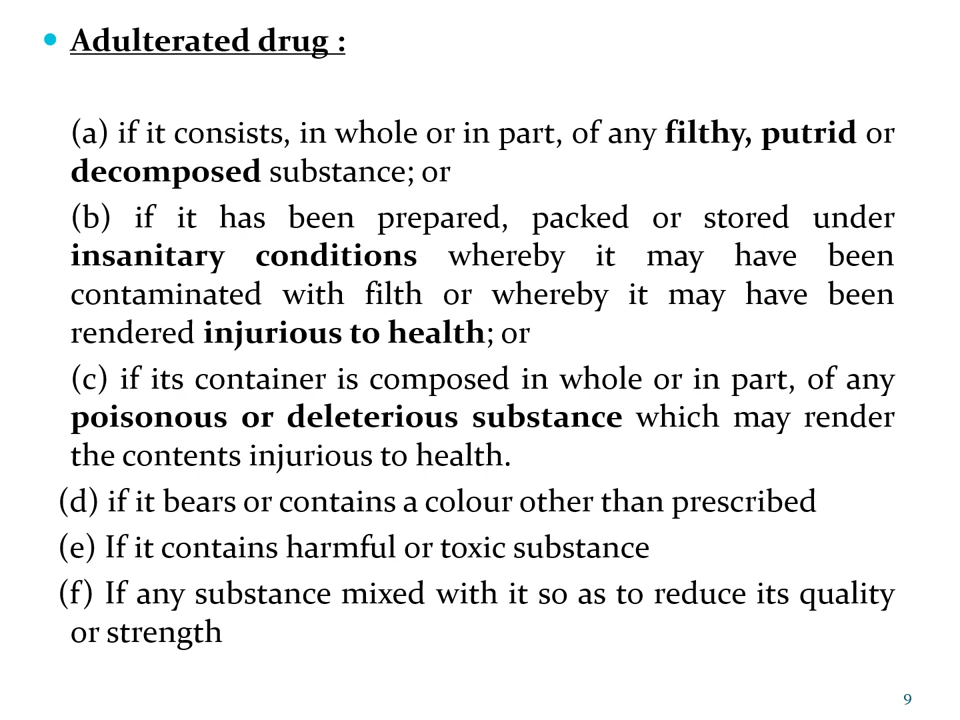 • Adulterated drug :
(a) if it consists, in whole or in part, of any filthy, putrid or
decomposed substance; or
(b) if it has been prepared, packed or stored under
insanitary conditions whereby it may have been
contaminated with filth or whereby it may have been
rendered injurious to health; or
(c) if its container is composed in whole or in part, of any
poisonous or deleterious substance which may render
the contents injurious to health.
(d) if it bears or contains a colour other than prescribed
(e) If it contains harmful or toxic substance
(f) If any substance mixed with it so as to reduce its quality
or strength
9